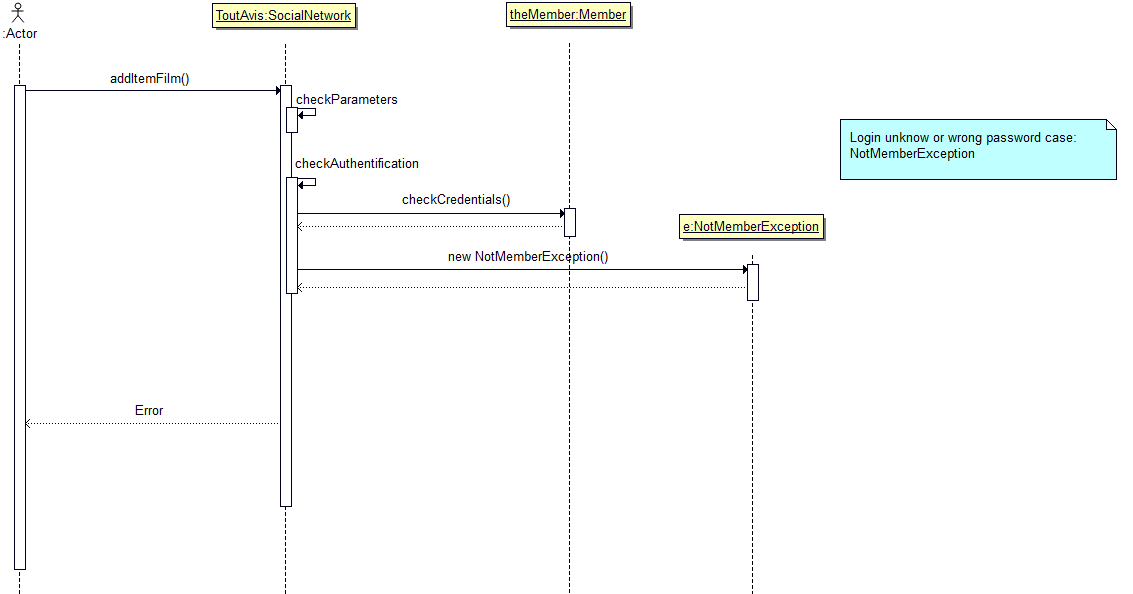 :Actor
ToutAvis:SocialNetwork
theMember:Member
addItemFilm()
checkParameters
Login unknow or wrong password case:
NotMemberException
checkAuthentification
checkCredentials()
e:NotMemberException
new NotMemberException()
Error